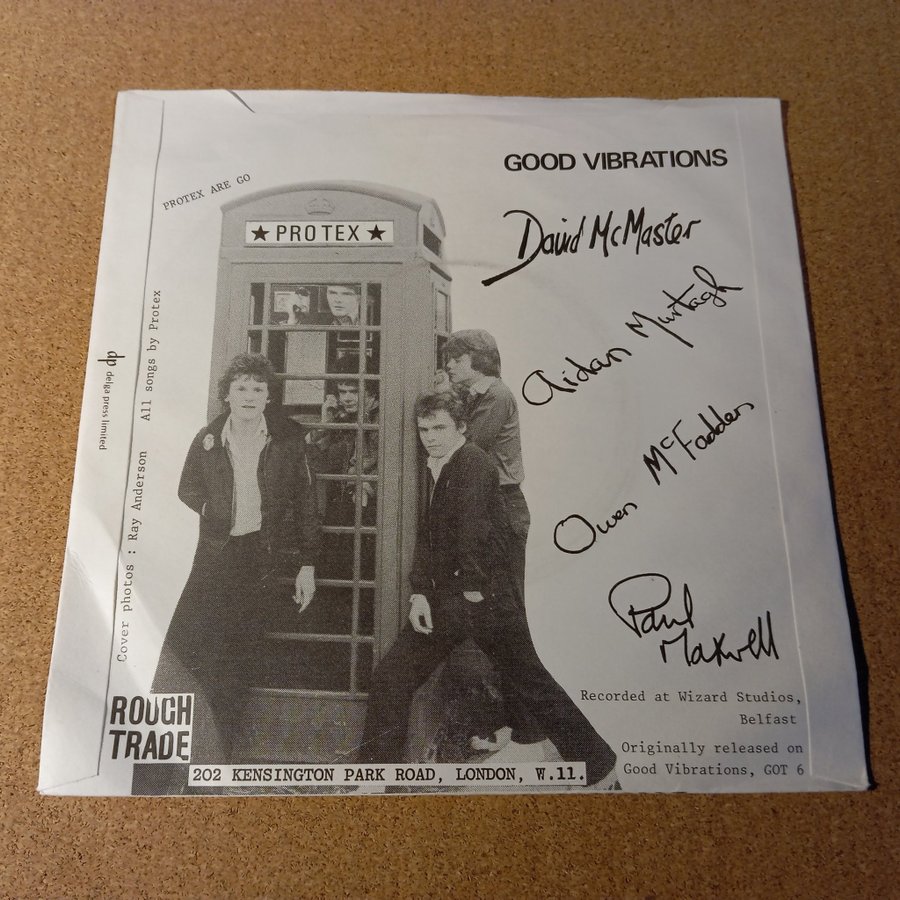 GOOD VIBRATIONS
PROTEX ARE GO
★ PROTEX ★
David McMaster
Aidan Murtagh
Owen McFadden
Paul
Maxwell
All songs by Protex
Cover photos : Ray Anderson
dp delga press limited
ROUGH
TRADE
202 KENSINGTON PARK ROAD, LONDON, W.11.
Recorded at Wizard Studios,
Belfast
Originally released on
Good Vibrations, GOT 6